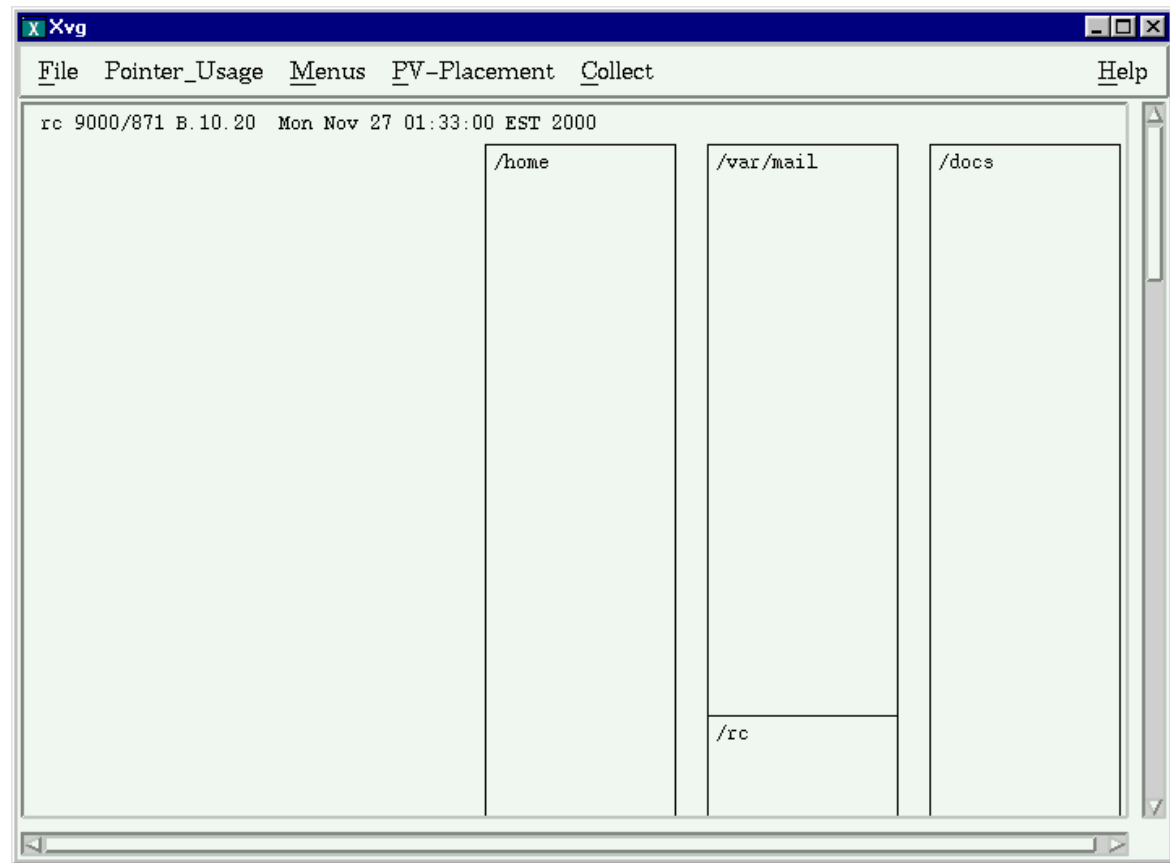 X Xvg
File Pointer_Usage Menus PV-Placement Collect Help
rc 9000/871 B.10.20 Mon Nov 27 01:33:00 EST 2000
/home /var/mail /docs
/rc